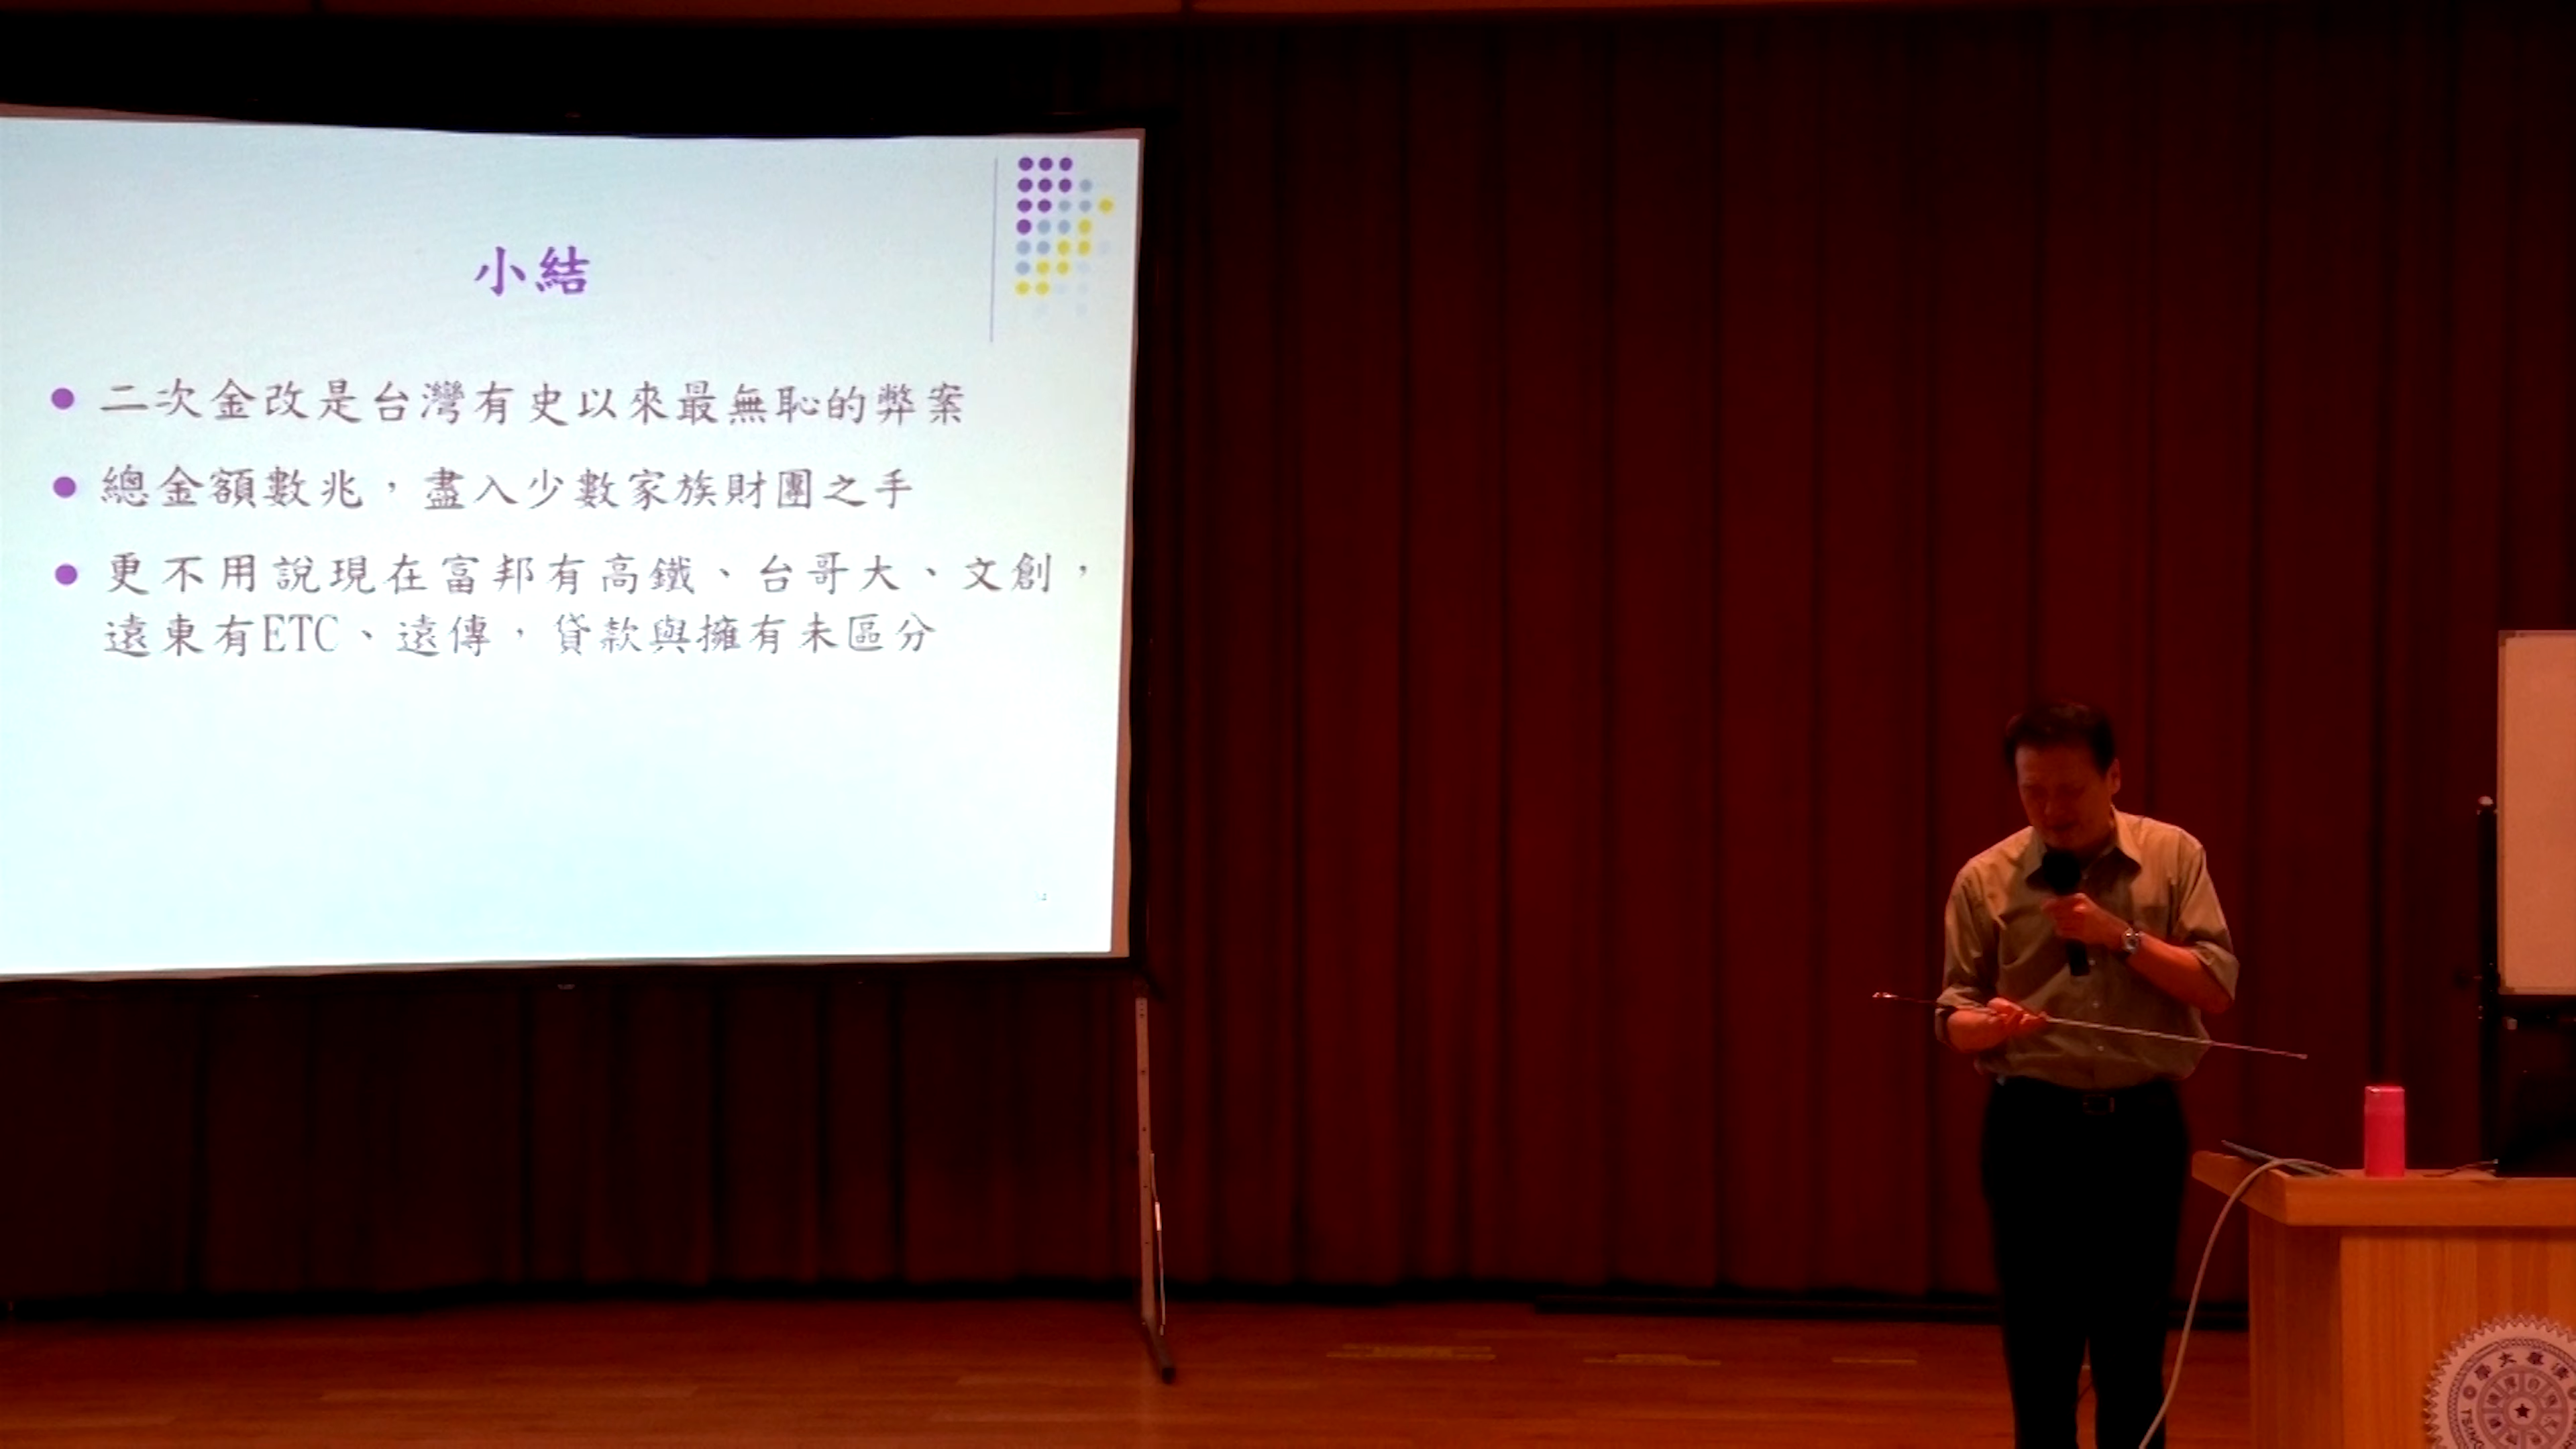 小結
二次金改是台灣有史以來最無恥的弊案
總金額數兆，盡入少數家族財團之手
更不用說現在富邦有高鐵、台哥大、文創，
遠東有ETC、遠傳，貸款與擁有未區分